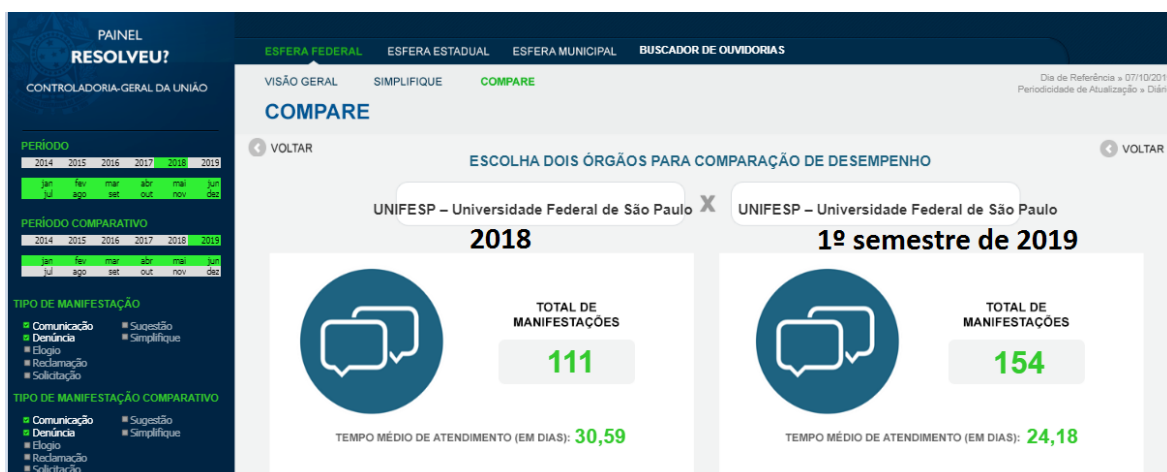 PAINEL
RESOLVEU?
CONTROLADORIA-GERAL DA UNIÃO
PERÍODO
2014 2015 2016 2017 2018 2019
jan fev mar abr mai jun
jul ago set out nov dez
PERÍODO COMPARATIVO
2014 2015 2016 2017 2018 2019
jan fev mar abr mai jun
jul ago set out nov dez
TIPO DE MANIFESTAÇÃO
Comunicação Sugestão
Denúncia Simplifique
Elogio
Reclamação
Solicitação
TIPO DE MANIFESTAÇÃO COMPARATIVO
Comunicação Sugestão
Denúncia Simplifique
Elogio
Reclamação
Solicitação
ESFERA FEDERAL ESFERA ESTADUAL ESFERA MUNICIPAL BUSCADOR DE OUVIDORIAS
VISÃO GERAL SIMPLIFIQUE COMPARE
Dia de Referência » 07/10/201
Periodicidade de Atualização » Diári
COMPARE
VOLTAR VOLTAR
ESCOLHA DOIS ÓRGÃOS PARA COMPARAÇÃO DE DESEMPENHO
UNIFESP – Universidade Federal de São Paulo X UNIFESP – Universidade Federal de São Paulo
2018 1º semestre de 2019
TOTAL DE
MANIFESTAÇÕES
111
TEMPO MÉDIO DE ATENDIMENTO (EM DIAS): 30,59
TOTAL DE
MANIFESTAÇÕES
154
TEMPO MÉDIO DE ATENDIMENTO (EM DIAS): 24,18